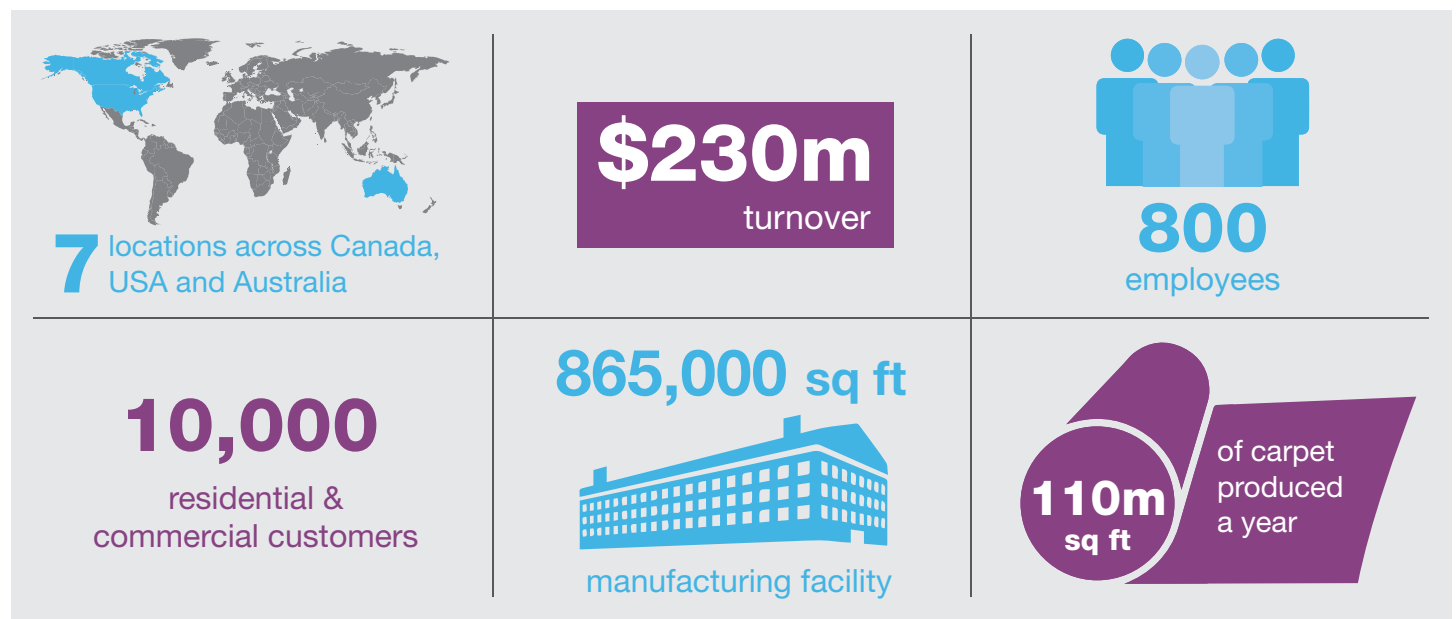 7 locations across Canada,
USA and Australia
$230m
turnover
800
employees
10,000
residential &
commercial customers
865,000 sq ft
manufacturing facility
110m
sq ft
of carpet
produced
a year